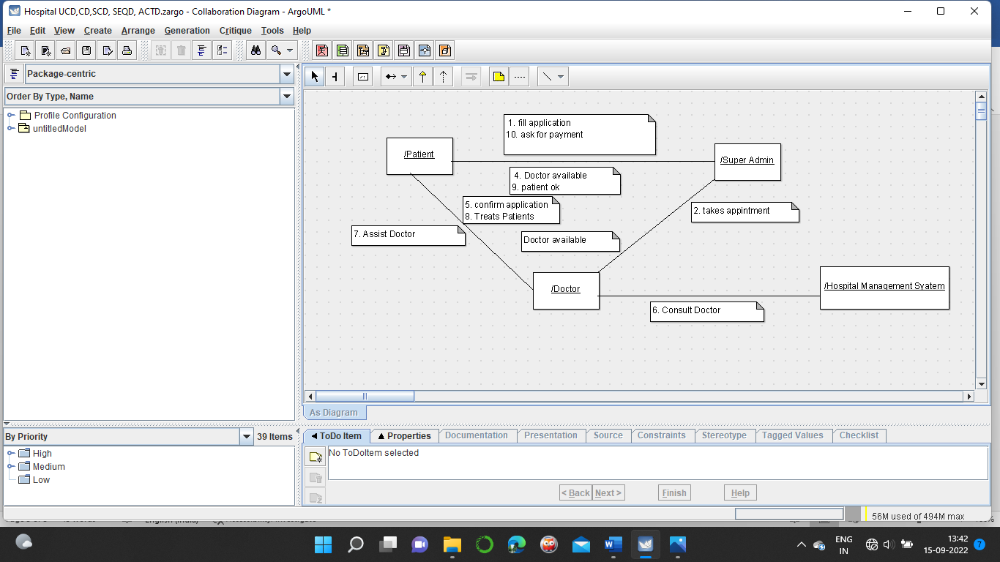 Hospital UCD,CD,SCD, SEQD, ACTD.zargo - Collaboration Diagram - ArgoUML *
File Edit View Create Arrange Generation Critique Tools Help
Package-centric
Order By Type, Name
Profile Configuration
untitledModel
1. fill application
10. ask for payment
/Patient
/Super Admin
4. Doctor available
9. patient ok
5. confirm application
8. Treats Patients
2. takes appintment
7. Assist Doctor
Doctor available
/Doctor
/Hospital Management Syatem
6. Consult Doctor
As Diagram
By Priority
39 Items
High
Medium
Low
ToDo Item Properties Documentation Presentation Source Constraints Stereotype Tagged Values Checklist
No ToDoItem selected
< Back Next > Finish Help
56M used of 494M max
ENG
IN
13:42
15-09-2022
7